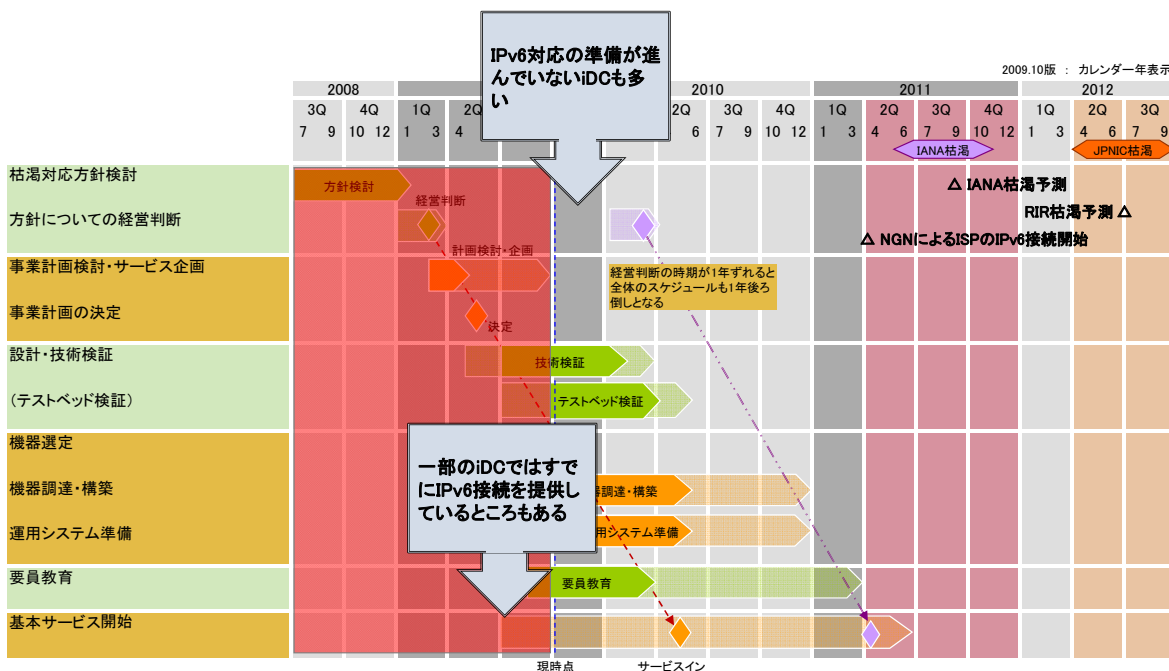 IPv6対応の準備が進
んでいないiDCも多
い
2009.10版 ： カレンダー年表示
2008 2010 2011 2012
3Q 4Q 1Q 2Q 2Q 1Q 2Q 3Q 4Q 1Q 2Q 3Q
7 9 10 12 1 3 4 6 10 12 1 3 4 6 7 9 10 12 1 3 4 6 7 9
IANA枯渇 JPNIC枯渇
枯渇対応方針検討
方針検討
△ IANA枯渇予測
経営判断
方針についての経営判断
RIR枯渇予測 △
△ NGNによるISPのIPv6接続開始
計画検討・企画
事業計画検討・サービス企画
経営判断の時期が1年ずれると
全体のスケジュールも1年後ろ
倒しとなる
事業計画の決定
決定
設計・技術検証
技術検証
（テストベッド検証）
テストベッド検証
機器選定
一部のiDCではすで
にIPv6接続を提供し
ているところもある
機器調達・構築
器調達・構築
運用システム準備
用システム準備
要員教育
要員教育
基本サービス開始
現時点 サービスイン